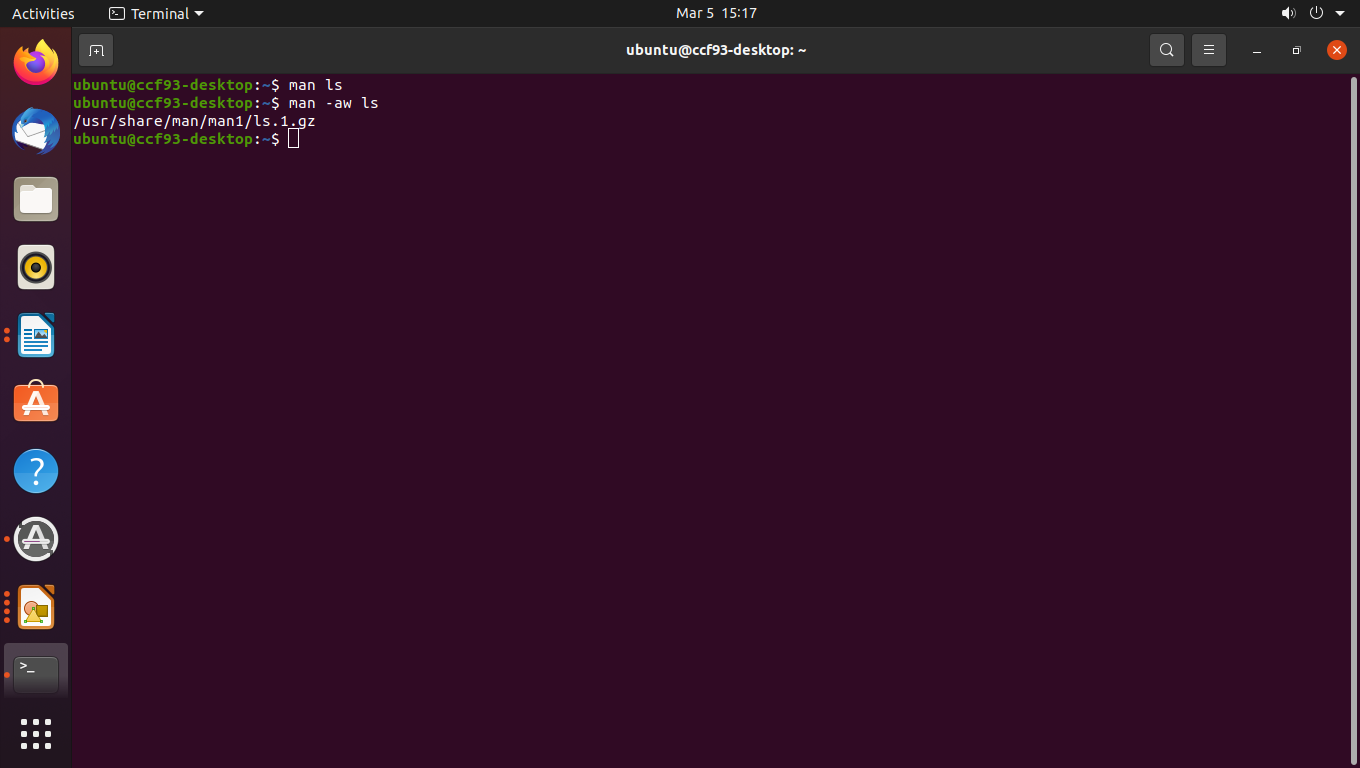 Activities
Terminal
Mar 5 15:17
ubuntu@ccf93-desktop: ~
ubuntu@ccf93-desktop:~$ man ls
ubuntu@ccf93-desktop:~$ man -aw ls
/usr/share/man/man1/ls.1.gz
ubuntu@ccf93-desktop:~$